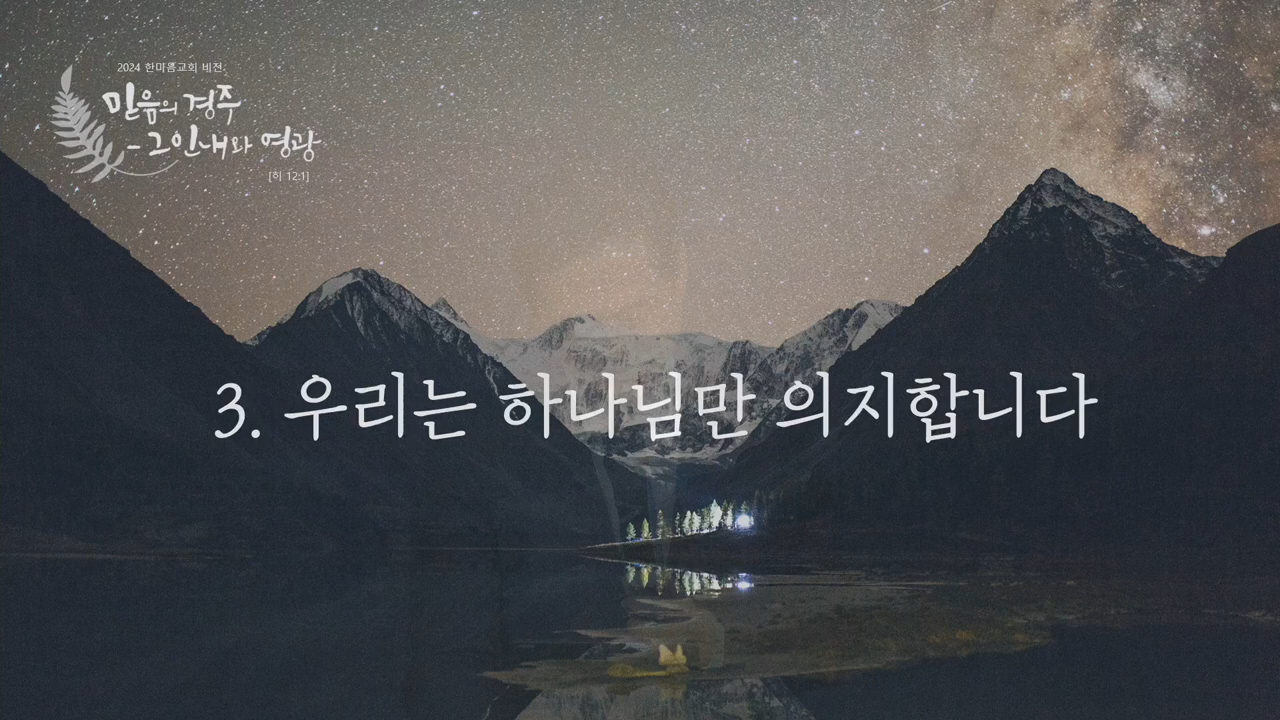 2024 한마음교회 비전.
믿음의 경주
- 그 인내와 영광
[히 12:1]
3. 우리는 하나님만 의지합니다